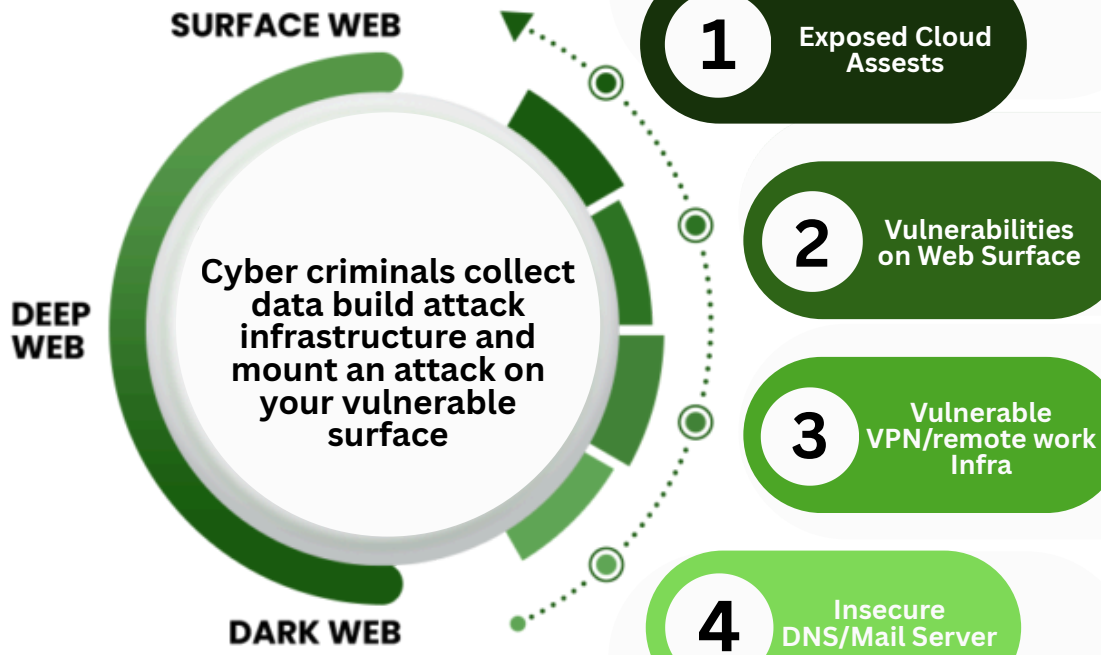 SURFACE WEB
DEEP
WEB
DARK WEB
Cyber criminals collect
data build attack
infrastructure and
mount an attack on
your vulnerable
surface
1
Exposed Cloud
Assests
2
Vulnerabilities
on Web Surface
3
Vulnerable
VPN/remote work
Infra
4
Insecure
DNS/Mail Server